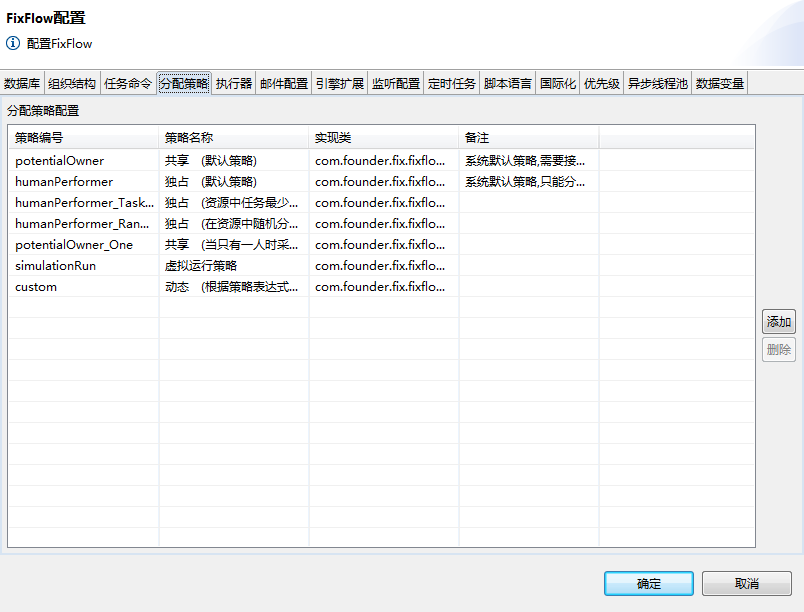 FixFlow配置
配置FixFlow
数据库 组织结构 任务命令 分配策略 执行器 邮件配置 引擎扩展 监听配置 定时任务 脚本语言 国际化 优先级 异步线程池 数据变量
分配策略配置
策略编号 策略名称 实现类 备注
potentialOwner 共享 (默认策略) com.founder.fix.fixflo... 系统默认策略,需要接...
humanPerformer 独占 (默认策略) com.founder.fix.fixflo... 系统默认策略,只能分...
humanPerformer_Task... 独占 (资源中任务最少... com.founder.fix.fixflo...
humanPerformer_Ran... 独占 (在资源中随机分... com.founder.fix.fixflo...
potentialOwner_One 共享 (当只有一人时采... com.founder.fix.fixflo...
simulationRun 虚拟运行策略 com.founder.fix.fixflo...
custom 动态 (根据策略表达式... com.founder.fix.fixflo...
添加
删除
确定 取消